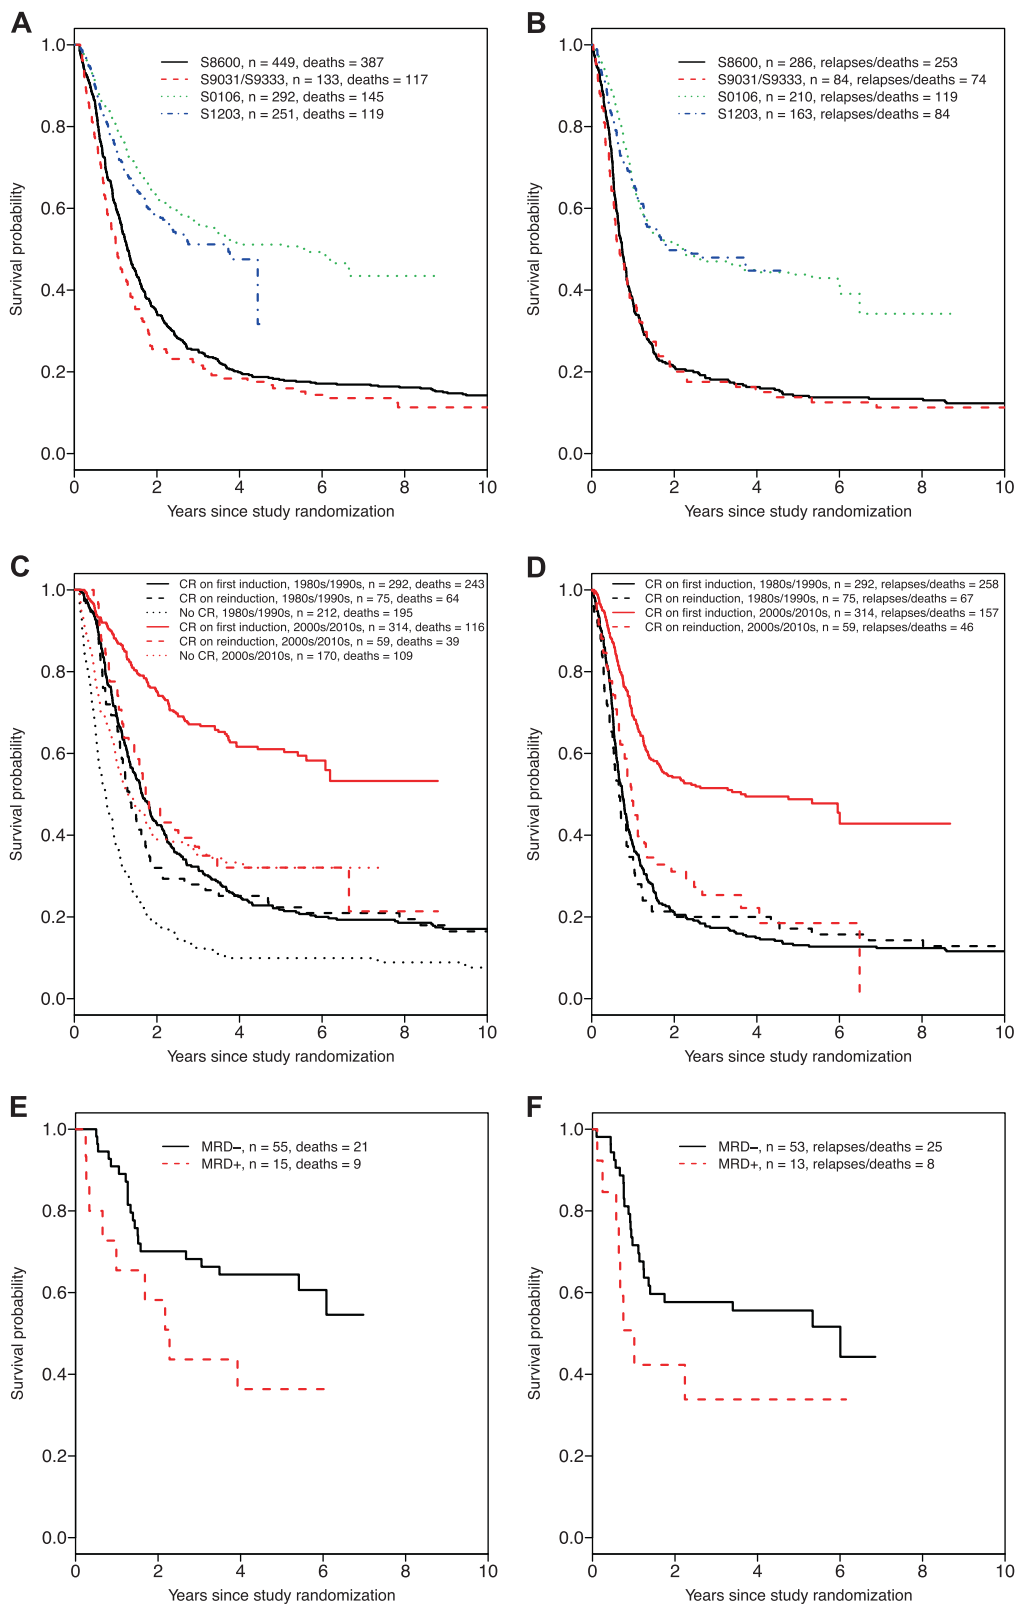 A
S8600, n = 449, deaths = 387
S9031/S9333, n = 133, deaths = 117
S0106, n = 292, deaths = 145
S1203, n = 251, deaths = 119
1.0
0.8
0.6
0.4
0.2
0.0
Survival probability
0 2 4 6 8 10
Years since study randomization
B
S8600, n = 286, relapses/deaths = 253
S9031/S9333, n = 84, relapses/deaths = 74
S0106, n = 210, relapses/deaths = 119
S1203, n = 163, relapses/deaths = 84
1.0
0.8
0.6
0.4
0.2
0.0
Survival probability
0 2 4 6 8 10
Years since study randomization
C
CR on first induction, 1980s/1990s, n = 292, deaths = 243
CR on reinduction, 1980s/1990s, n = 75, deaths = 64
No CR, 1980s/1990s, n = 212, deaths = 195
CR on first induction, 2000s/2010s, n = 314, deaths = 116
CR on reinduction, 2000s/2010s, n = 59, deaths = 39
No CR, 2000s/2010s, n = 170, deaths = 109
1.0
0.8
0.6
0.4
0.2
0.0
Survival probability
0 2 4 6 8 10
Years since study randomization
D
CR on first induction, 1980s/1990s, n = 292, relapses/deaths = 258
CR on reinduction, 1980s/1990s, n = 75, relapses/deaths = 67
CR on first induction, 2000s/2010s, n = 314, relapses/deaths = 157
CR on reinduction, 2000s/2010s, n = 59, relapses/deaths = 46
1.0
0.8
0.6
0.4
0.2
0.0
Survival probability
0 2 4 6 8 10
Years since study randomization
E
MRD−, n = 55, deaths = 21
MRD+, n = 15, deaths = 9
1.0
0.8
0.6
0.4
0.2
0.0
Survival probability
0 2 4 6 8 10
Years since study randomization
F
MRD−, n = 53, relapses/deaths = 25
MRD+, n = 13, relapses/deaths = 8
1.0
0.8
0.6
0.4
0.2
0.0
Survival probability
0 2 4 6 8 10
Years since study randomization